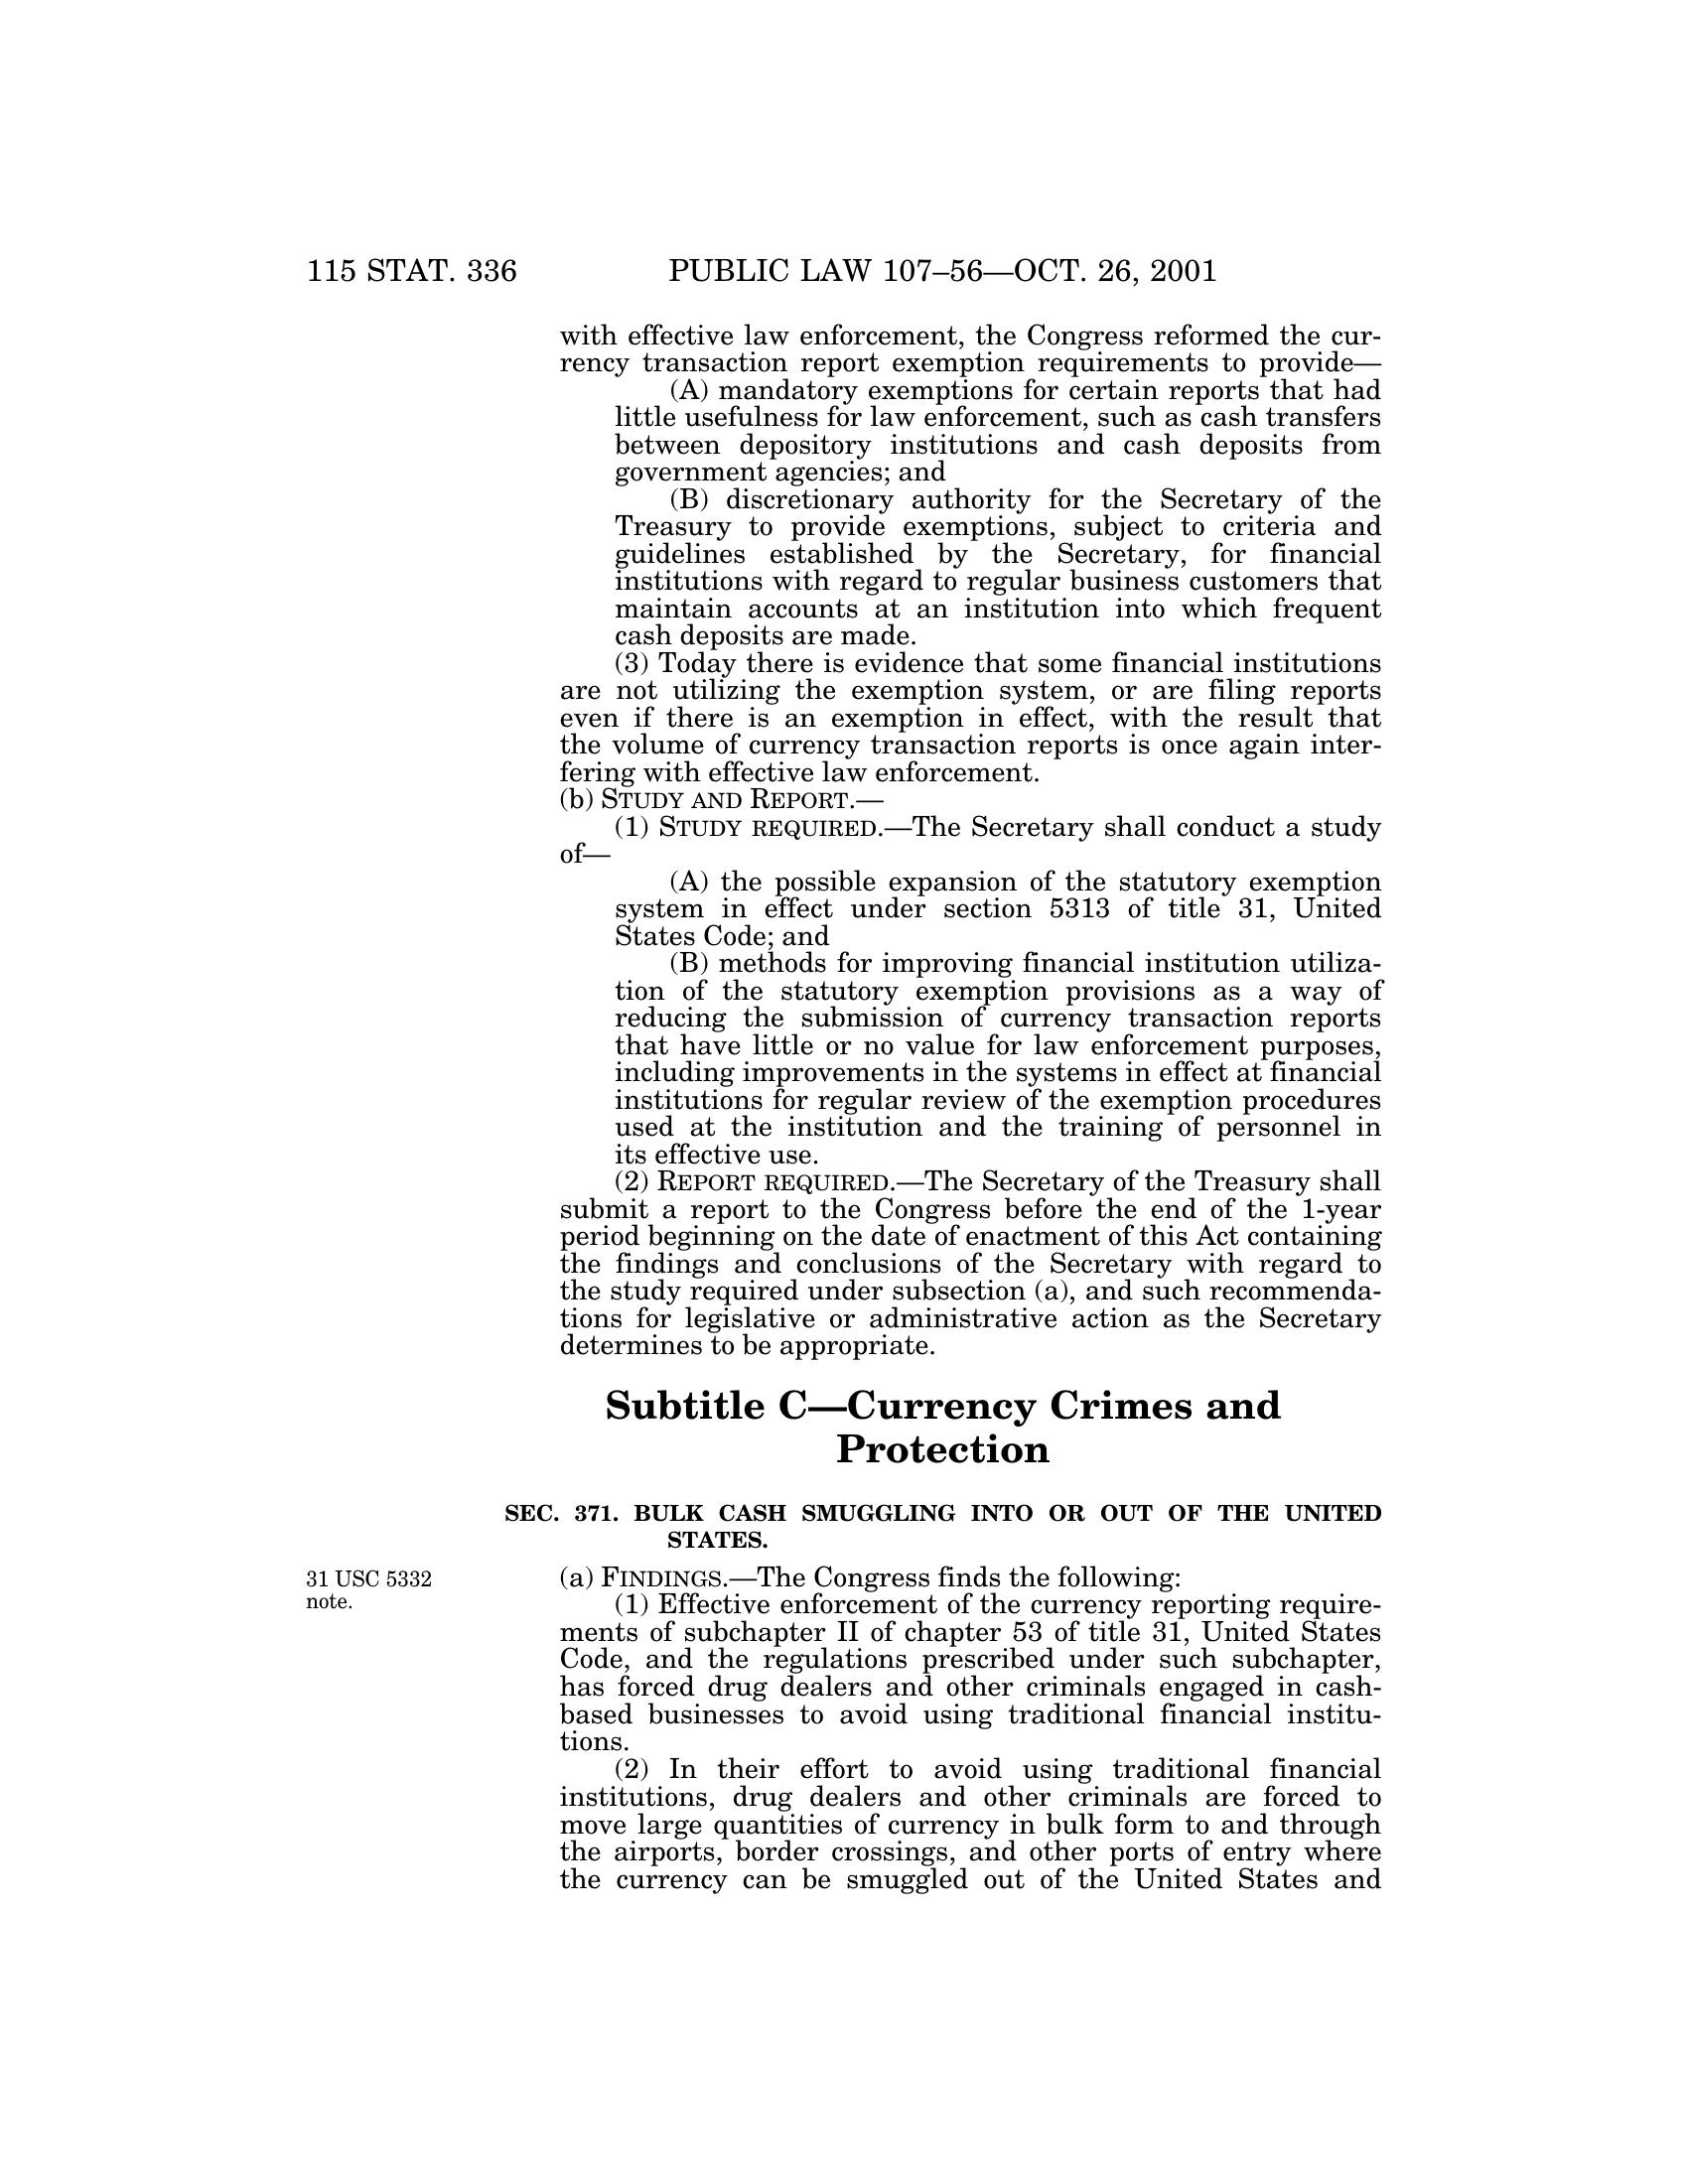 115 STAT. 336 PUBLIC LAW 107–56—OCT. 26, 2001
with effective law enforcement, the Congress reformed the cur-
rency transaction report exemption requirements to provide—
(A) mandatory exemptions for certain reports that had
little usefulness for law enforcement, such as cash transfers
between depository institutions and cash deposits from
government agencies; and
(B) discretionary authority for the Secretary of the
Treasury to provide exemptions, subject to criteria and
guidelines established by the Secretary, for financial
institutions with regard to regular business customers that
maintain accounts at an institution into which frequent
cash deposits are made.
(3) Today there is evidence that some financial institutions
are not utilizing the exemption system, or are filing reports
even if there is an exemption in effect, with the result that
the volume of currency transaction reports is once again inter-
fering with effective law enforcement.
(b) STUDY AND REPORT.—
(1) STUDY REQUIRED.—The Secretary shall conduct a study
of—
(A) the possible expansion of the statutory exemption
system in effect under section 5313 of title 31, United
States Code; and
(B) methods for improving financial institution utiliza-
tion of the statutory exemption provisions as a way of
reducing the submission of currency transaction reports
that have little or no value for law enforcement purposes,
including improvements in the systems in effect at financial
institutions for regular review of the exemption procedures
used at the institution and the training of personnel in
its effective use.
(2) REPORT REQUIRED.—The Secretary of the Treasury shall
submit a report to the Congress before the end of the 1-year
period beginning on the date of enactment of this Act containing
the findings and conclusions of the Secretary with regard to
the study required under subsection (a), and such recommenda-
tions for legislative or administrative action as the Secretary
determines to be appropriate.
Subtitle C—Currency Crimes and
Protection
SEC. 371. BULK CASH SMUGGLING INTO OR OUT OF THE UNITED
STATES.
31 USC 5332
note.
(a) FINDINGS.—The Congress finds the following:
(1) Effective enforcement of the currency reporting require-
ments of subchapter II of chapter 53 of title 31, United States
Code, and the regulations prescribed under such subchapter,
has forced drug dealers and other criminals engaged in cash-
based businesses to avoid using traditional financial institu-
tions.
(2) In their effort to avoid using traditional financial
institutions, drug dealers and other criminals are forced to
move large quantities of currency in bulk form to and through
the airports, border crossings, and other ports of entry where
the currency can be smuggled out of the United States and